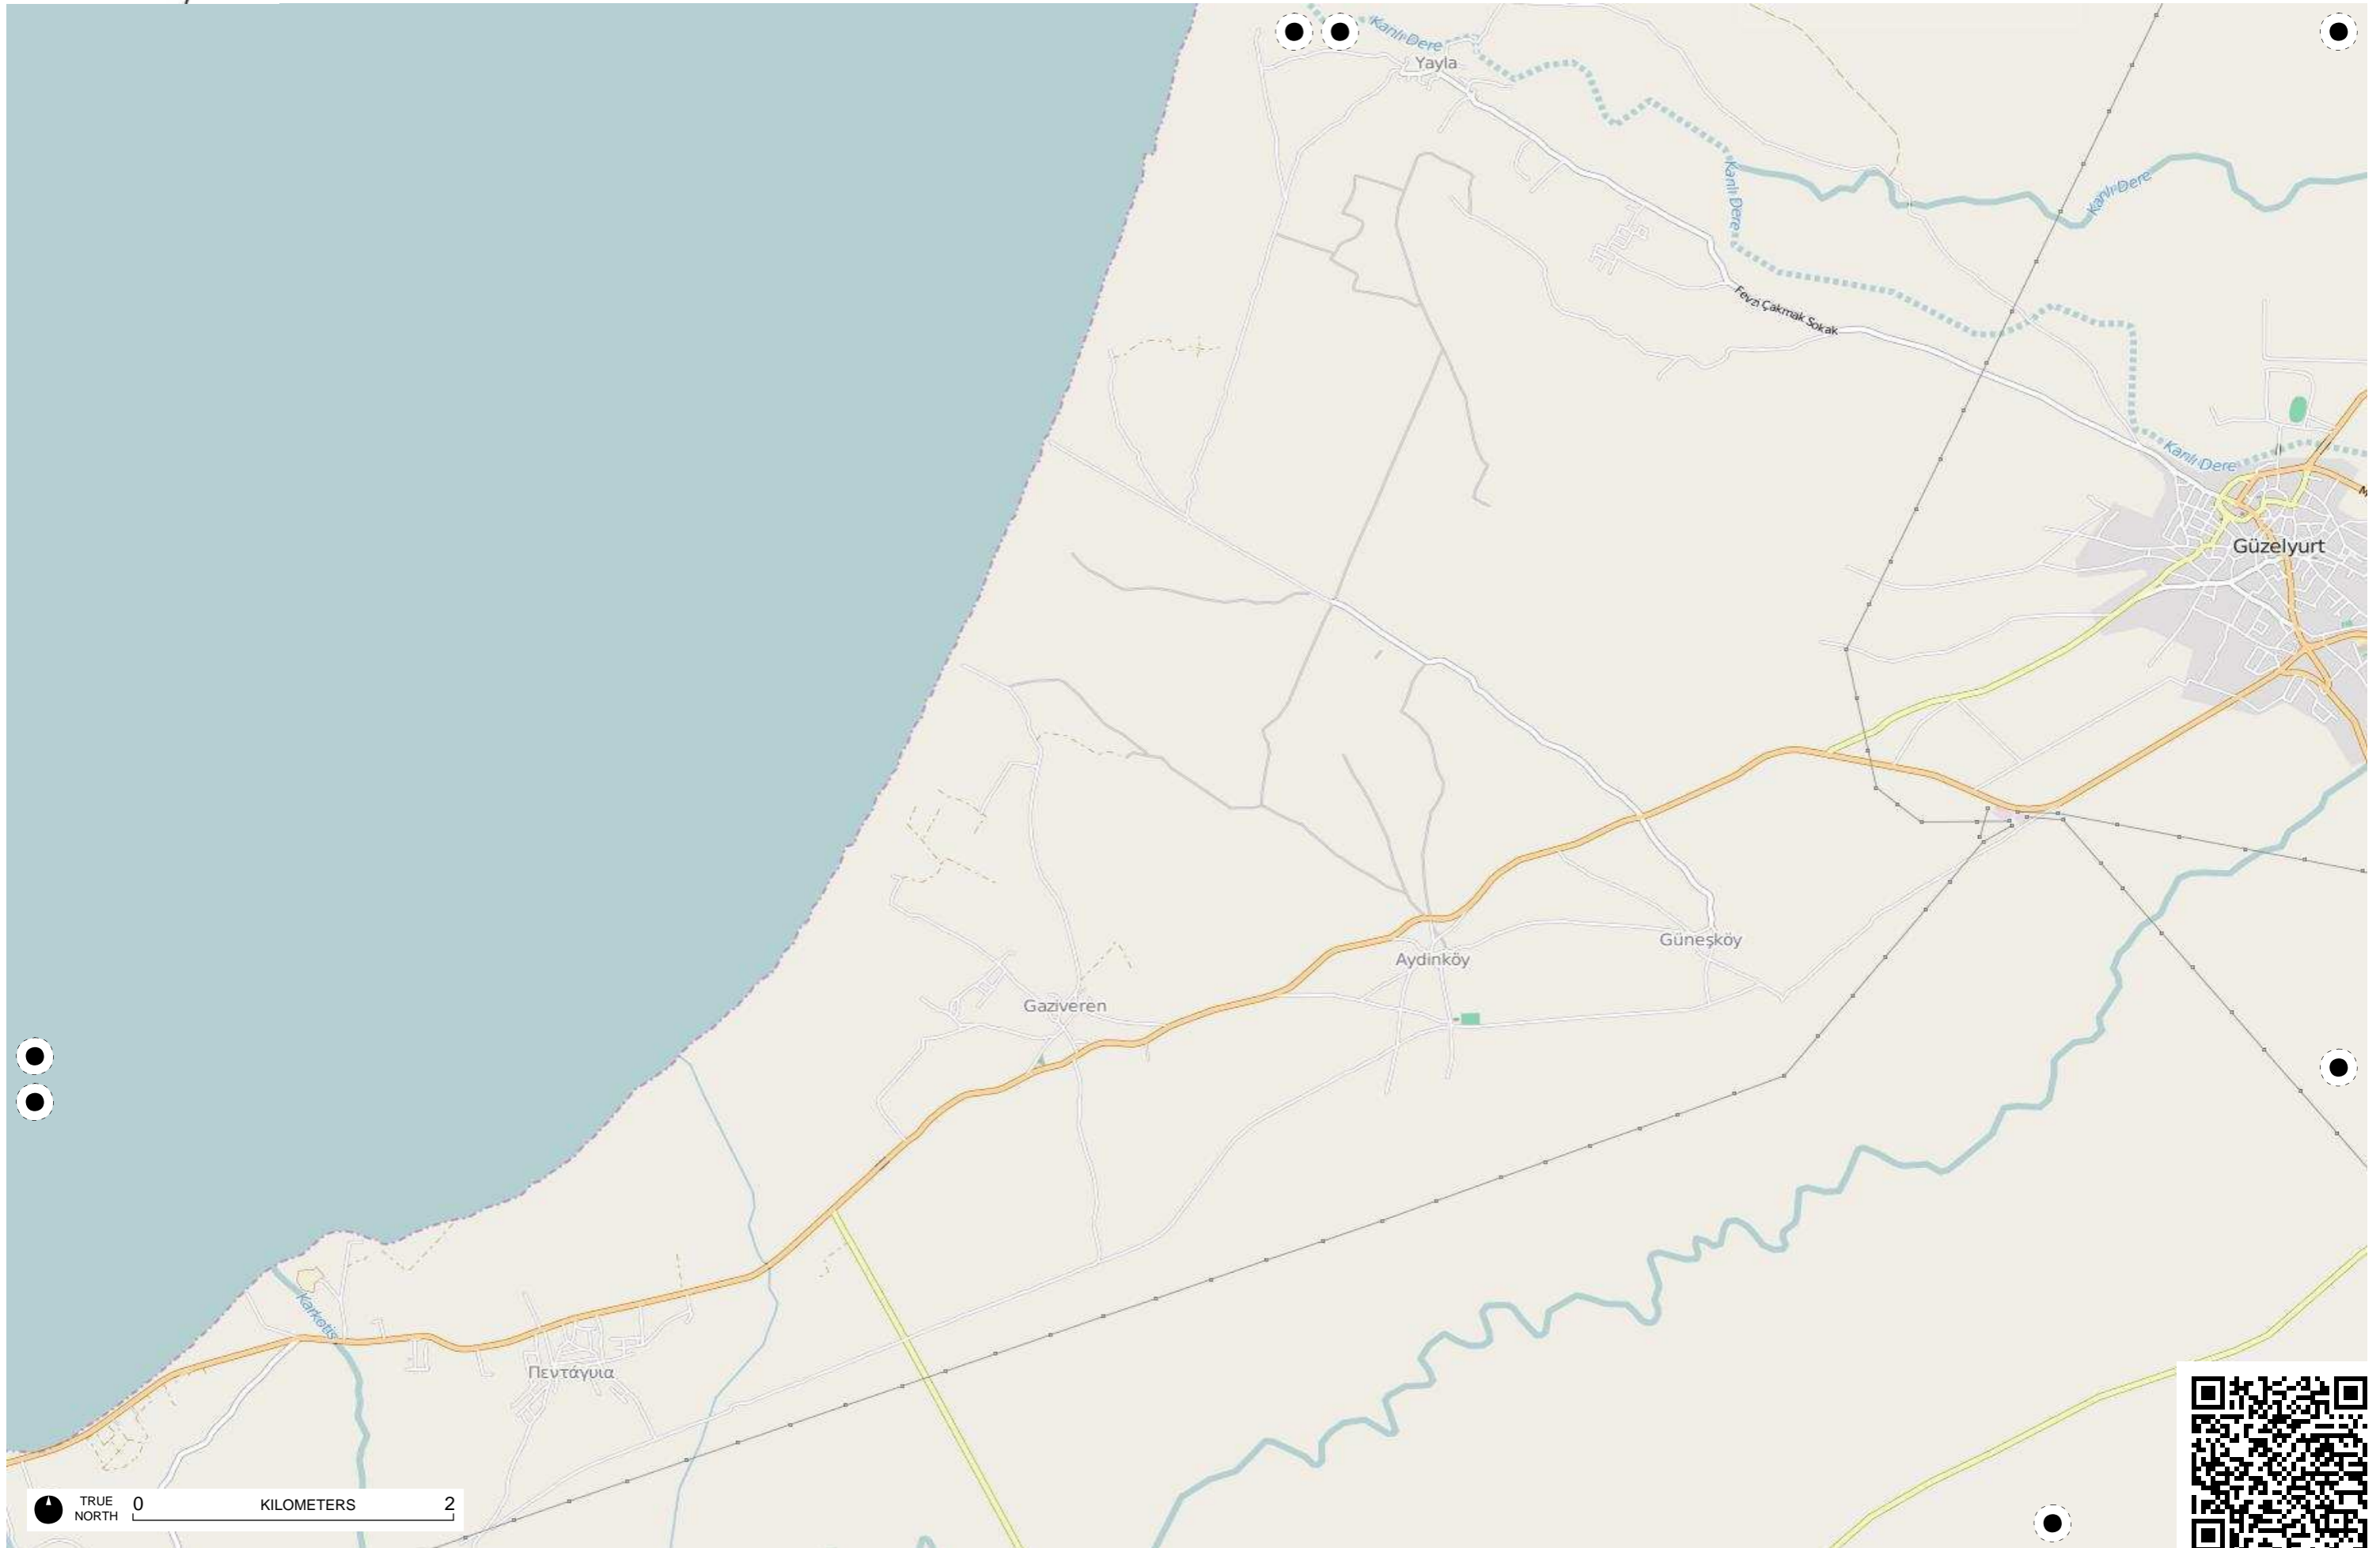 Kanlı Dere
Yayla
Kanlı Dere
Kanlı Dere
Fevzi Çakmak Sokak
Kanlı Dere
Güzelyurt
Güneşköy
Aydinköy
Gaziveren
Karkotis
Πεντάγυια
TRUE NORTH
0 KILOMETERS 2